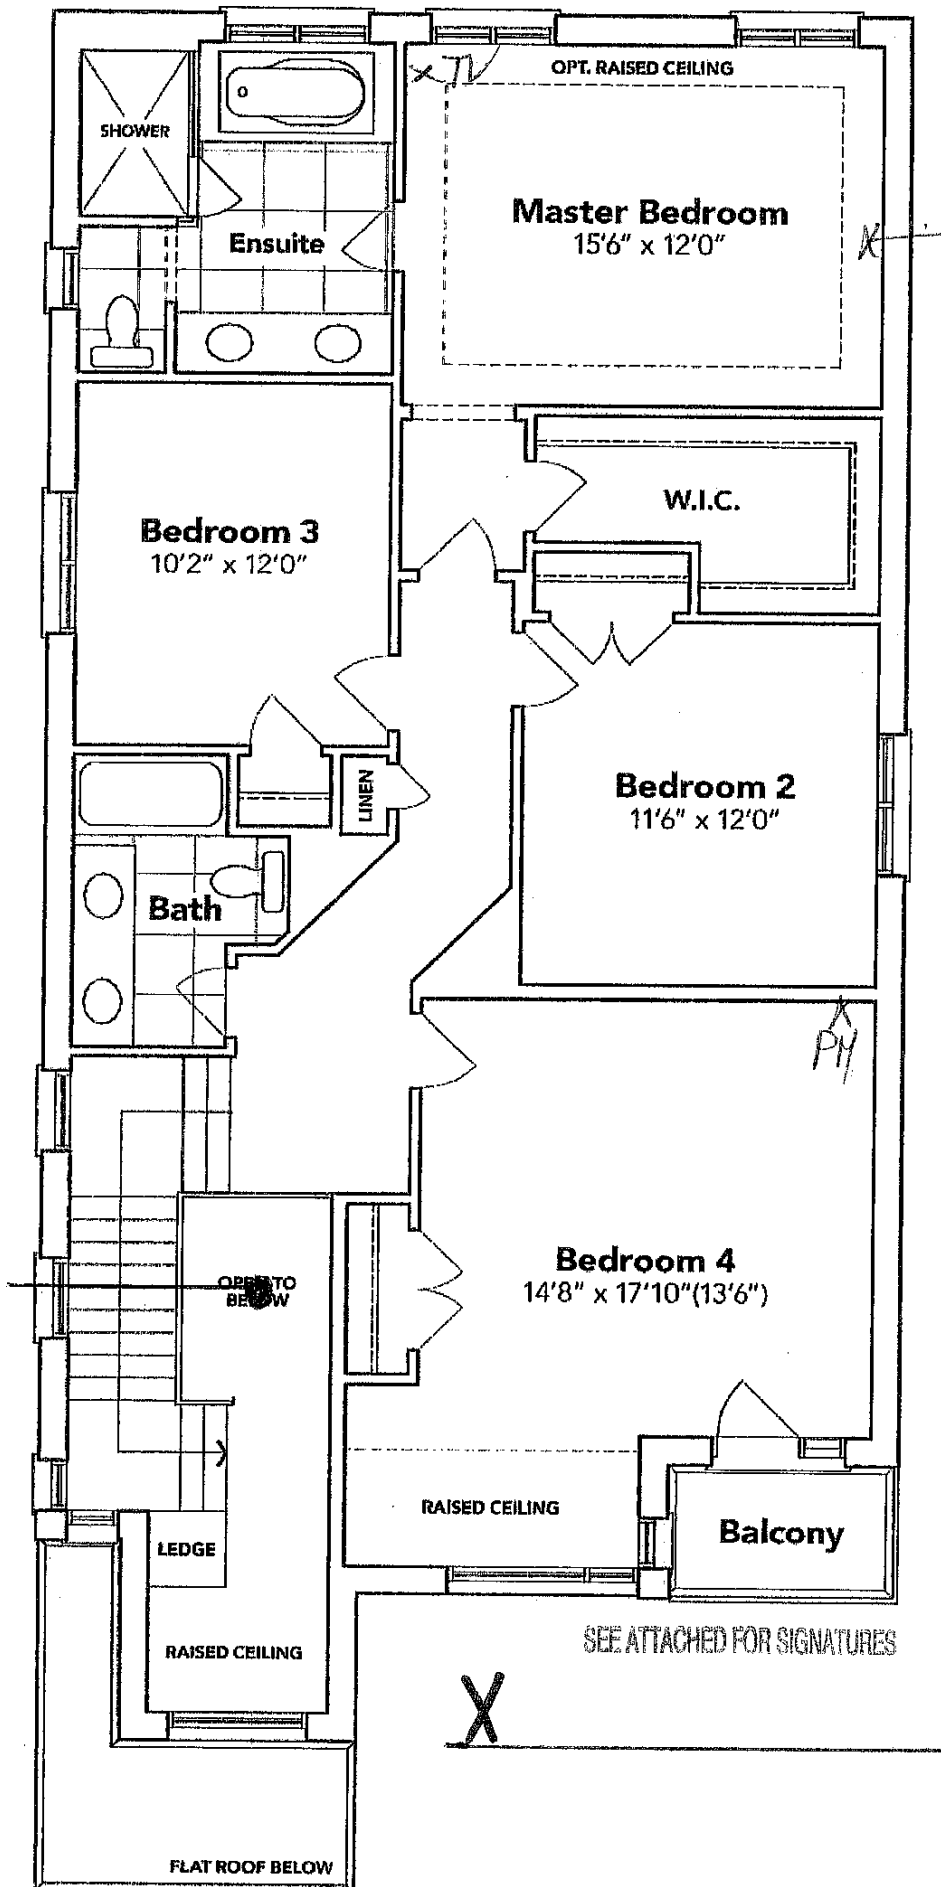 OPT. RAISED CEILING
x TV
SHOWER
Master Bedroom
15'6" x 12'0"
X
Ensuite
W.I.C.
Bedroom 3
10'2" x 12'0"
Bedroom 2
11'6" x 12'0"
LINEN
Bath
X
PH
OPEN TO
BELOW
Bedroom 4
14'8" x 17'10"(13'6")
RAISED CEILING
Balcony
LEDGE
SEE ATTACHED FOR SIGNATURES
RAISED CEILING
X
FLAT ROOF BELOW